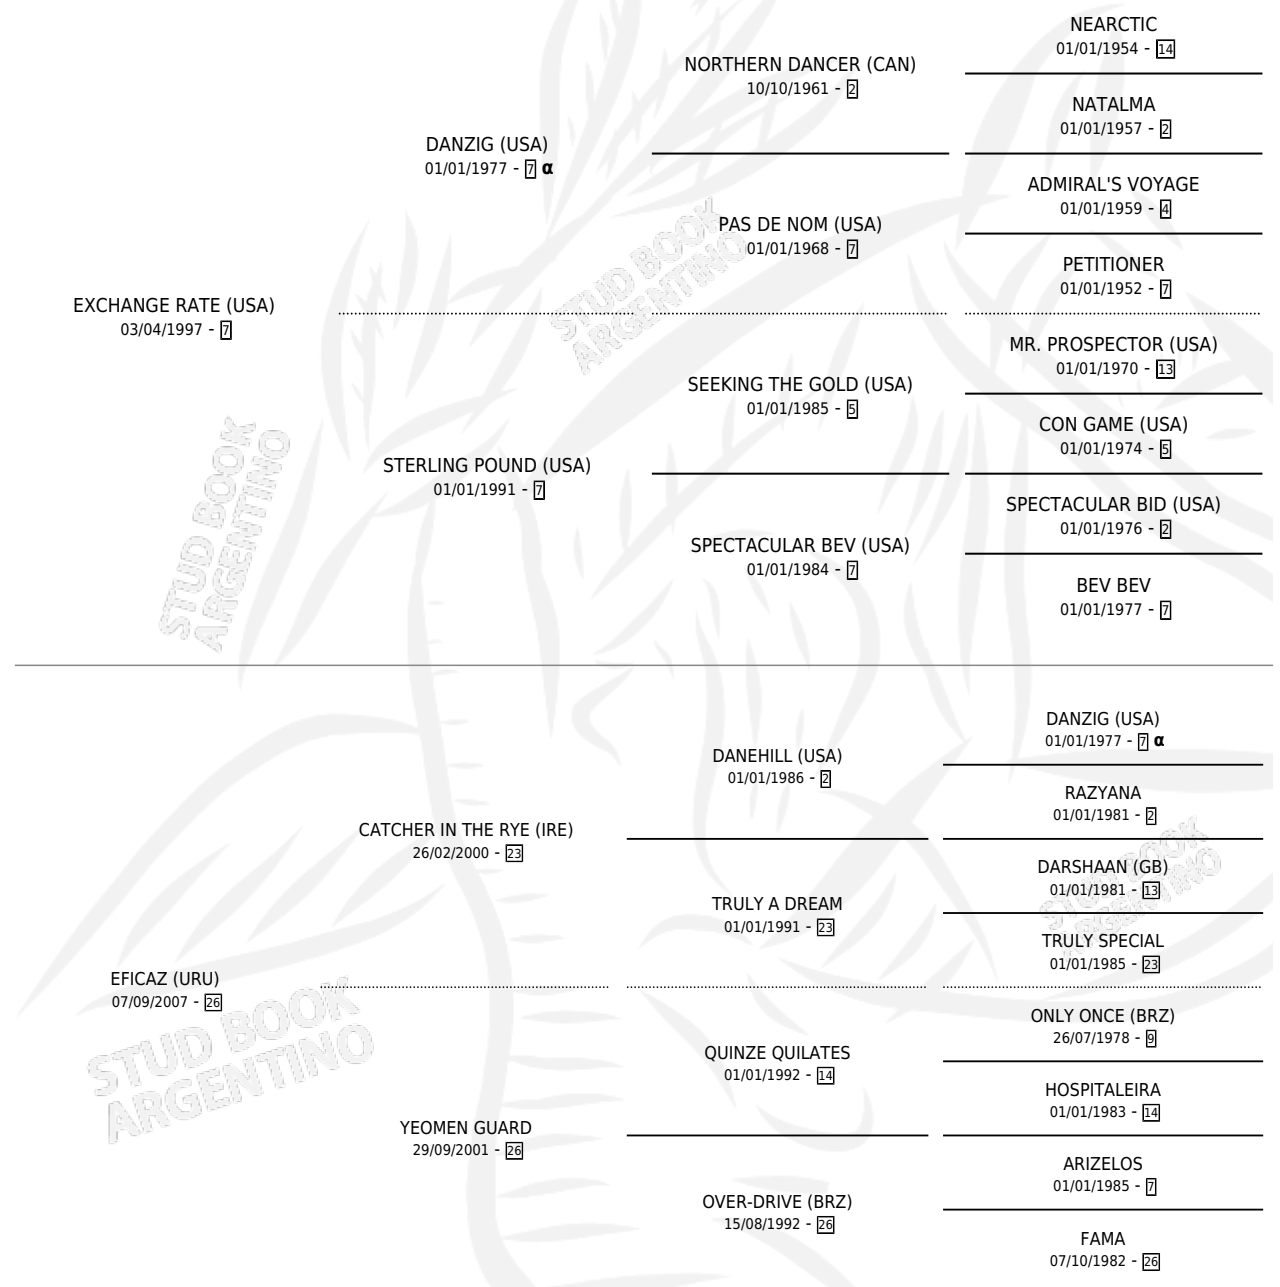 NEARCTIC
01/01/1954 - 14
NORTHERN DANCER (CAN)
10/10/1961 - 2
NATALMA
01/01/1957 - 2
DANZIG (USA)
01/01/1977 - 7 α
ADMIRAL'S VOYAGE
01/01/1959 - 4
PAS DE NOM (USA)
01/01/1968 - 7
PETITIONER
01/01/1952 - 7
EXCHANGE RATE (USA)
03/04/1997 - 7
MR. PROSPECTOR (USA)
01/01/1970 - 13
SEEKING THE GOLD (USA)
01/01/1985 - 5
CON GAME (USA)
01/01/1974 - 5
STERLING POUND (USA)
01/01/1991 - 7
SPECTACULAR BID (USA)
01/01/1976 - 2
SPECTACULAR BEV (USA)
01/01/1984 - 7
BEV BEV
01/01/1977 - 7
DANZIG (USA)
01/01/1977 - 7 α
DANEHILL (USA)
01/01/1986 - 2
RAZYANA
01/01/1981 - 2
CATCHER IN THE RYE (IRE)
26/02/2000 - 23
DARSHAAN (GB)
01/01/1981 - 13
TRULY A DREAM
01/01/1991 - 23
TRULY SPECIAL
01/01/1985 - 23
EFICAZ (URU)
07/09/2007 - 26
ONLY ONCE (BRZ)
26/07/1978 - 9
QUINZE QUILATES
01/01/1992 - 14
HOSPITALEIRA
01/01/1983 - 14
YEOMEN GUARD
29/09/2001 - 26
ARIZELOS
01/01/1985 - 7
OVER-DRIVE (BRZ)
15/08/1992 - 26
FAMA
07/10/1982 - 26
STUD BOOK
ARGENTINO
STUD BOOK
ARGENTINO
STUD BOOK
ARGENTINO
STUD BOOK
ARGENTINO